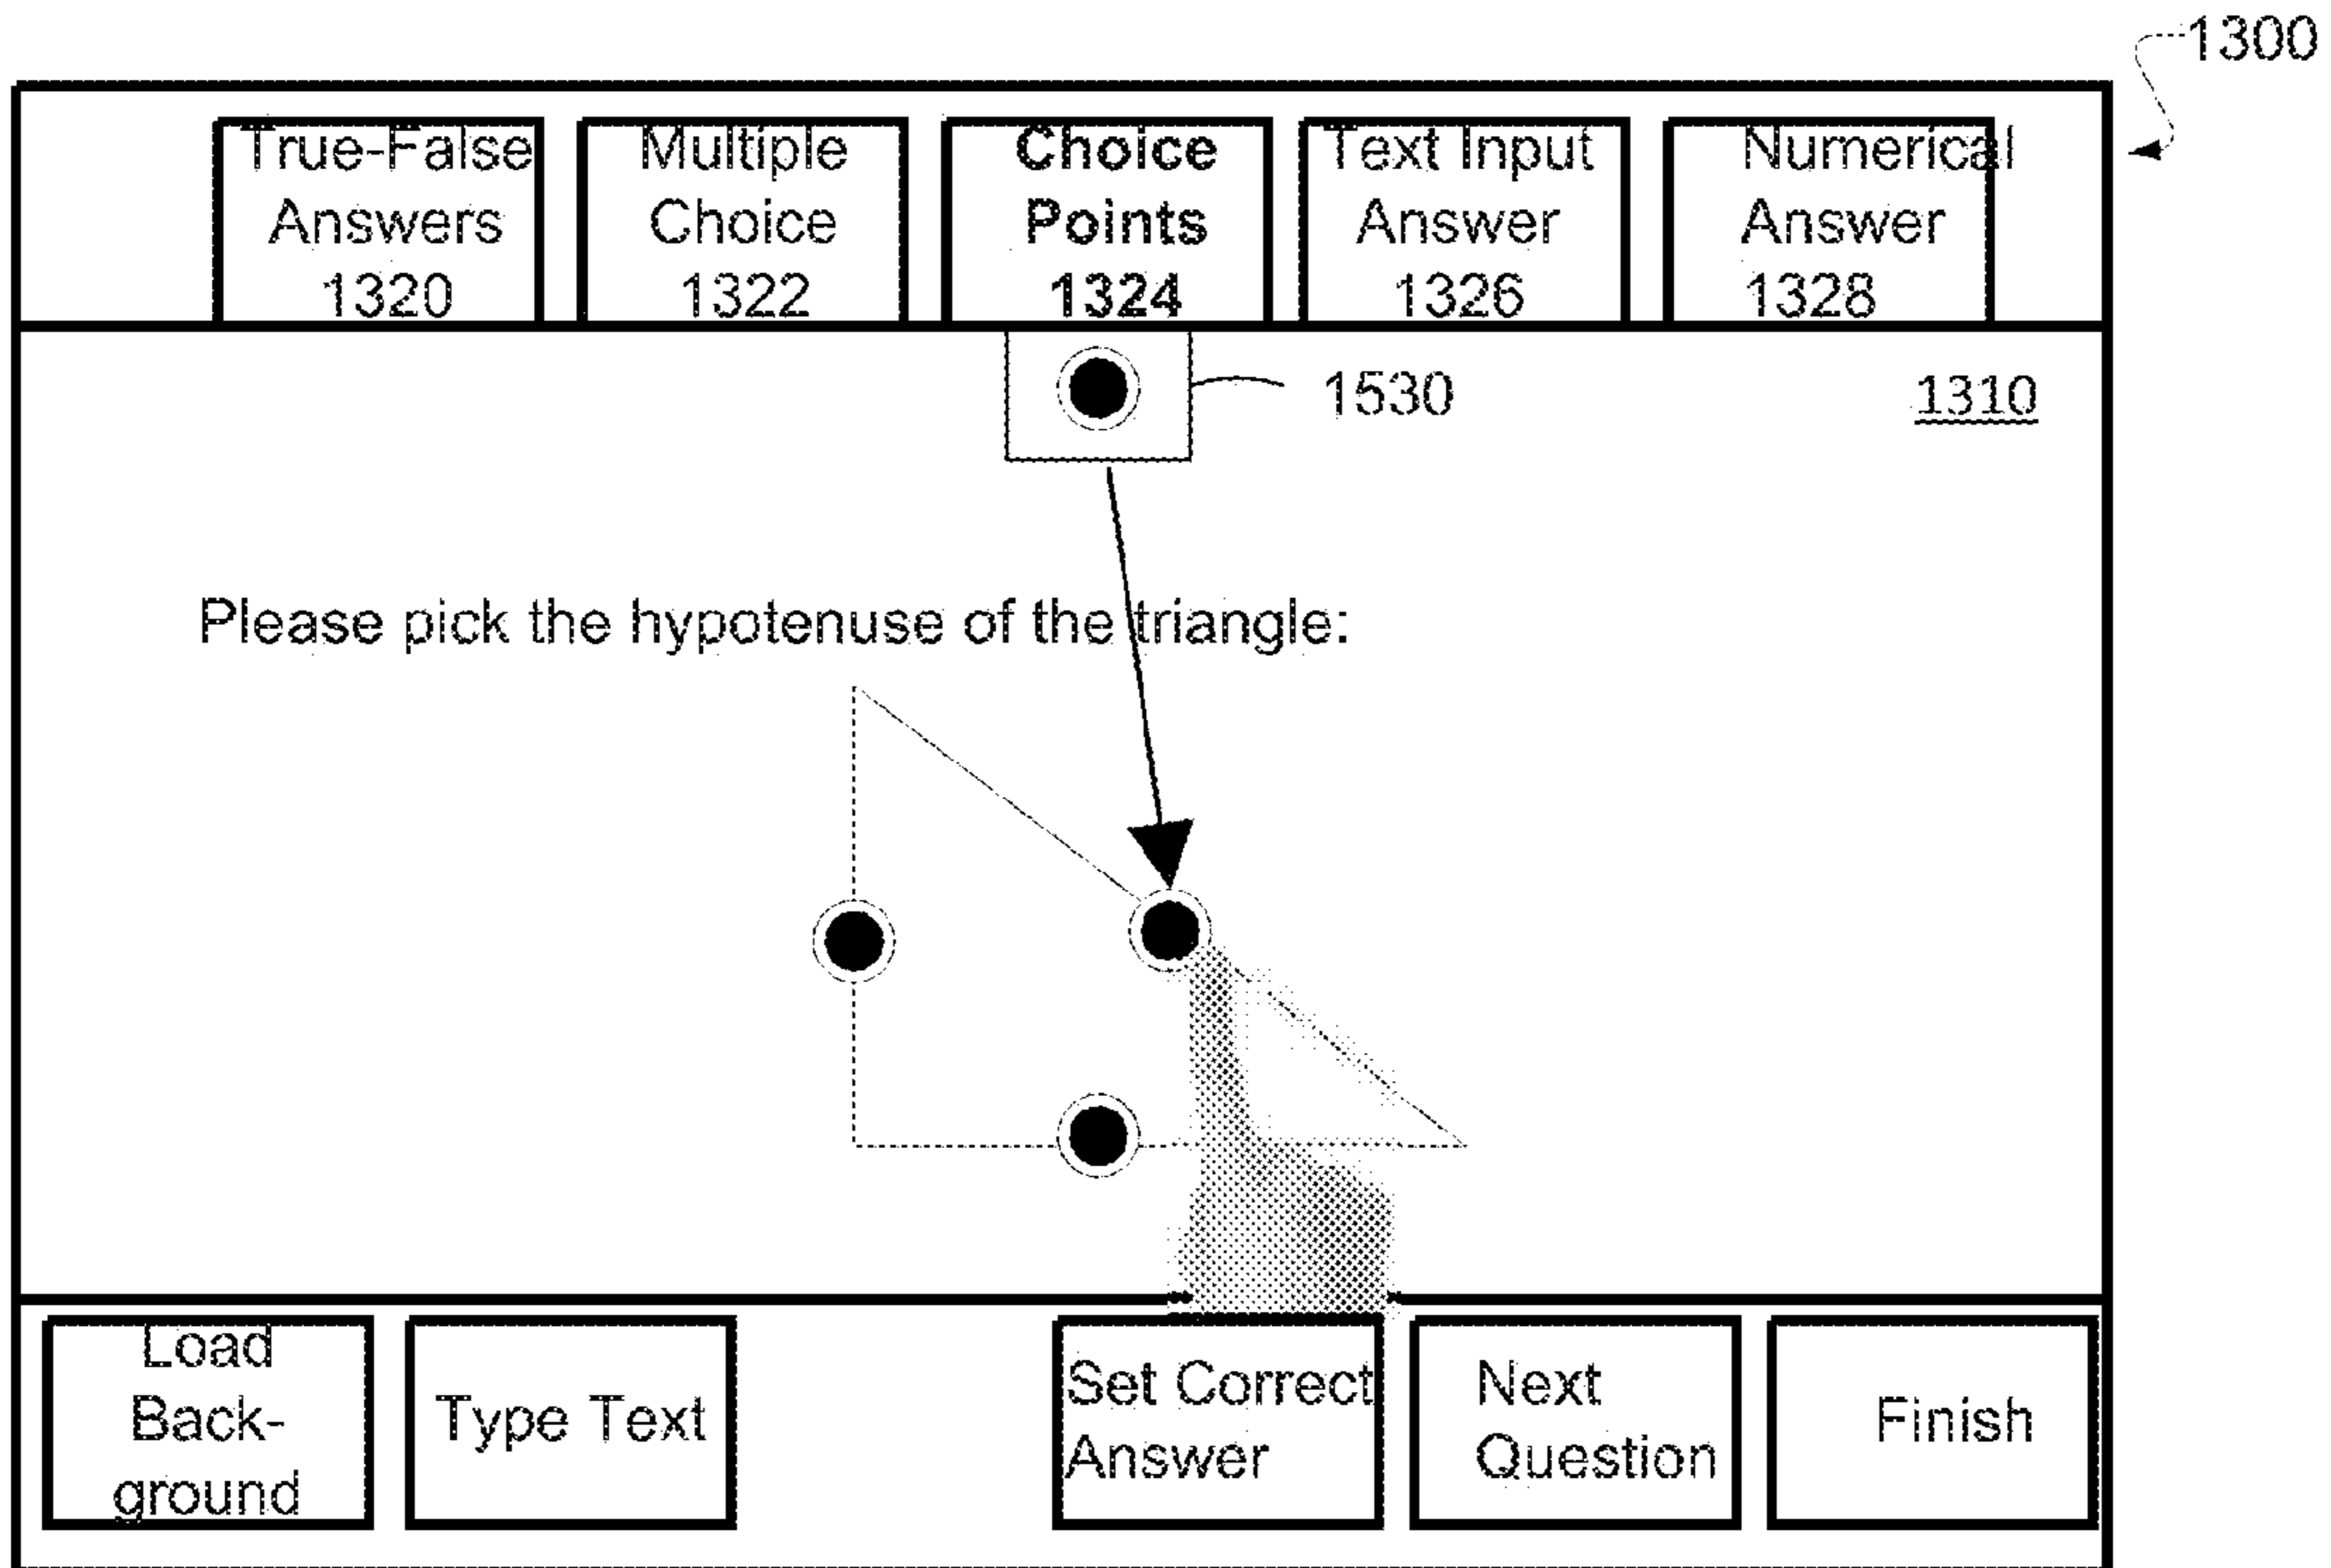 1300
True-False
Answers
1320
Multiple
Choice
1322
Choice
Points
1324
Text Input
Answer
1326
Numerical
Answer
1328
1530
1310
Please pick the hypotenuse of the triangle:
Load
Back-
ground
Type Text
Set Correct
Answer
Next
Question
Finish